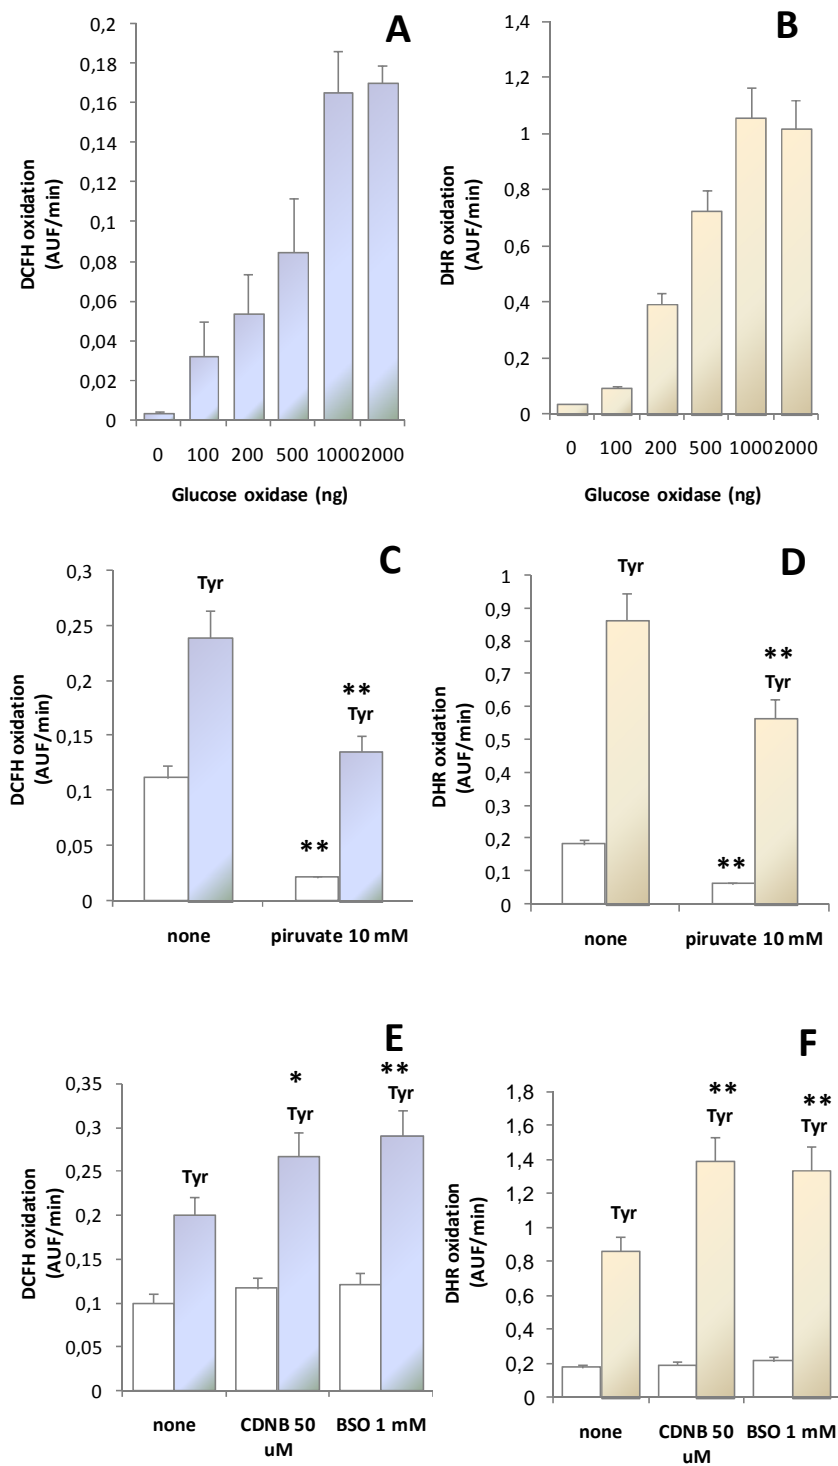 A
0,2
0,18
0,16
0,14
0,12
0,1
0,08
0,06
0,04
0,02
0
DCFH oxidation
(AUF/min)
0 100 200 500 1000 2000
Glucose oxidase (ng)
B
1,4
1,2
1
0,8
0,6
0,4
0,2
0
DHR oxidation
(AUF/min)
0 100 200 500 1000 2000
Glucose oxidase (ng)
C
0,3
0,25
0,2
0,15
0,1
0,05
0
DCFH oxidation
(AUF/min)
Tyr
**
**
Tyr
none piruvate 10 mM
D
1
0,9
0,8
0,7
0,6
0,5
0,4
0,3
0,2
0,1
0
DHR oxidation
(AUF/min)
Tyr
**
**
Tyr
none piruvate 10 mM
E
0,35
0,3
0,25
0,2
0,15
0,1
0,05
0
DCFH oxidation
(AUF/min)
Tyr
*
Tyr
**
Tyr
none CDNB 50 BSO 1 mM
uM
F
1,8
1,6
1,4
1,2
1
0,8
0,6
0,4
0,2
0
DHR oxidation
(AUF/min)
Tyr
**
Tyr
**
Tyr
none CDNB 50 BSO 1 mM
uM